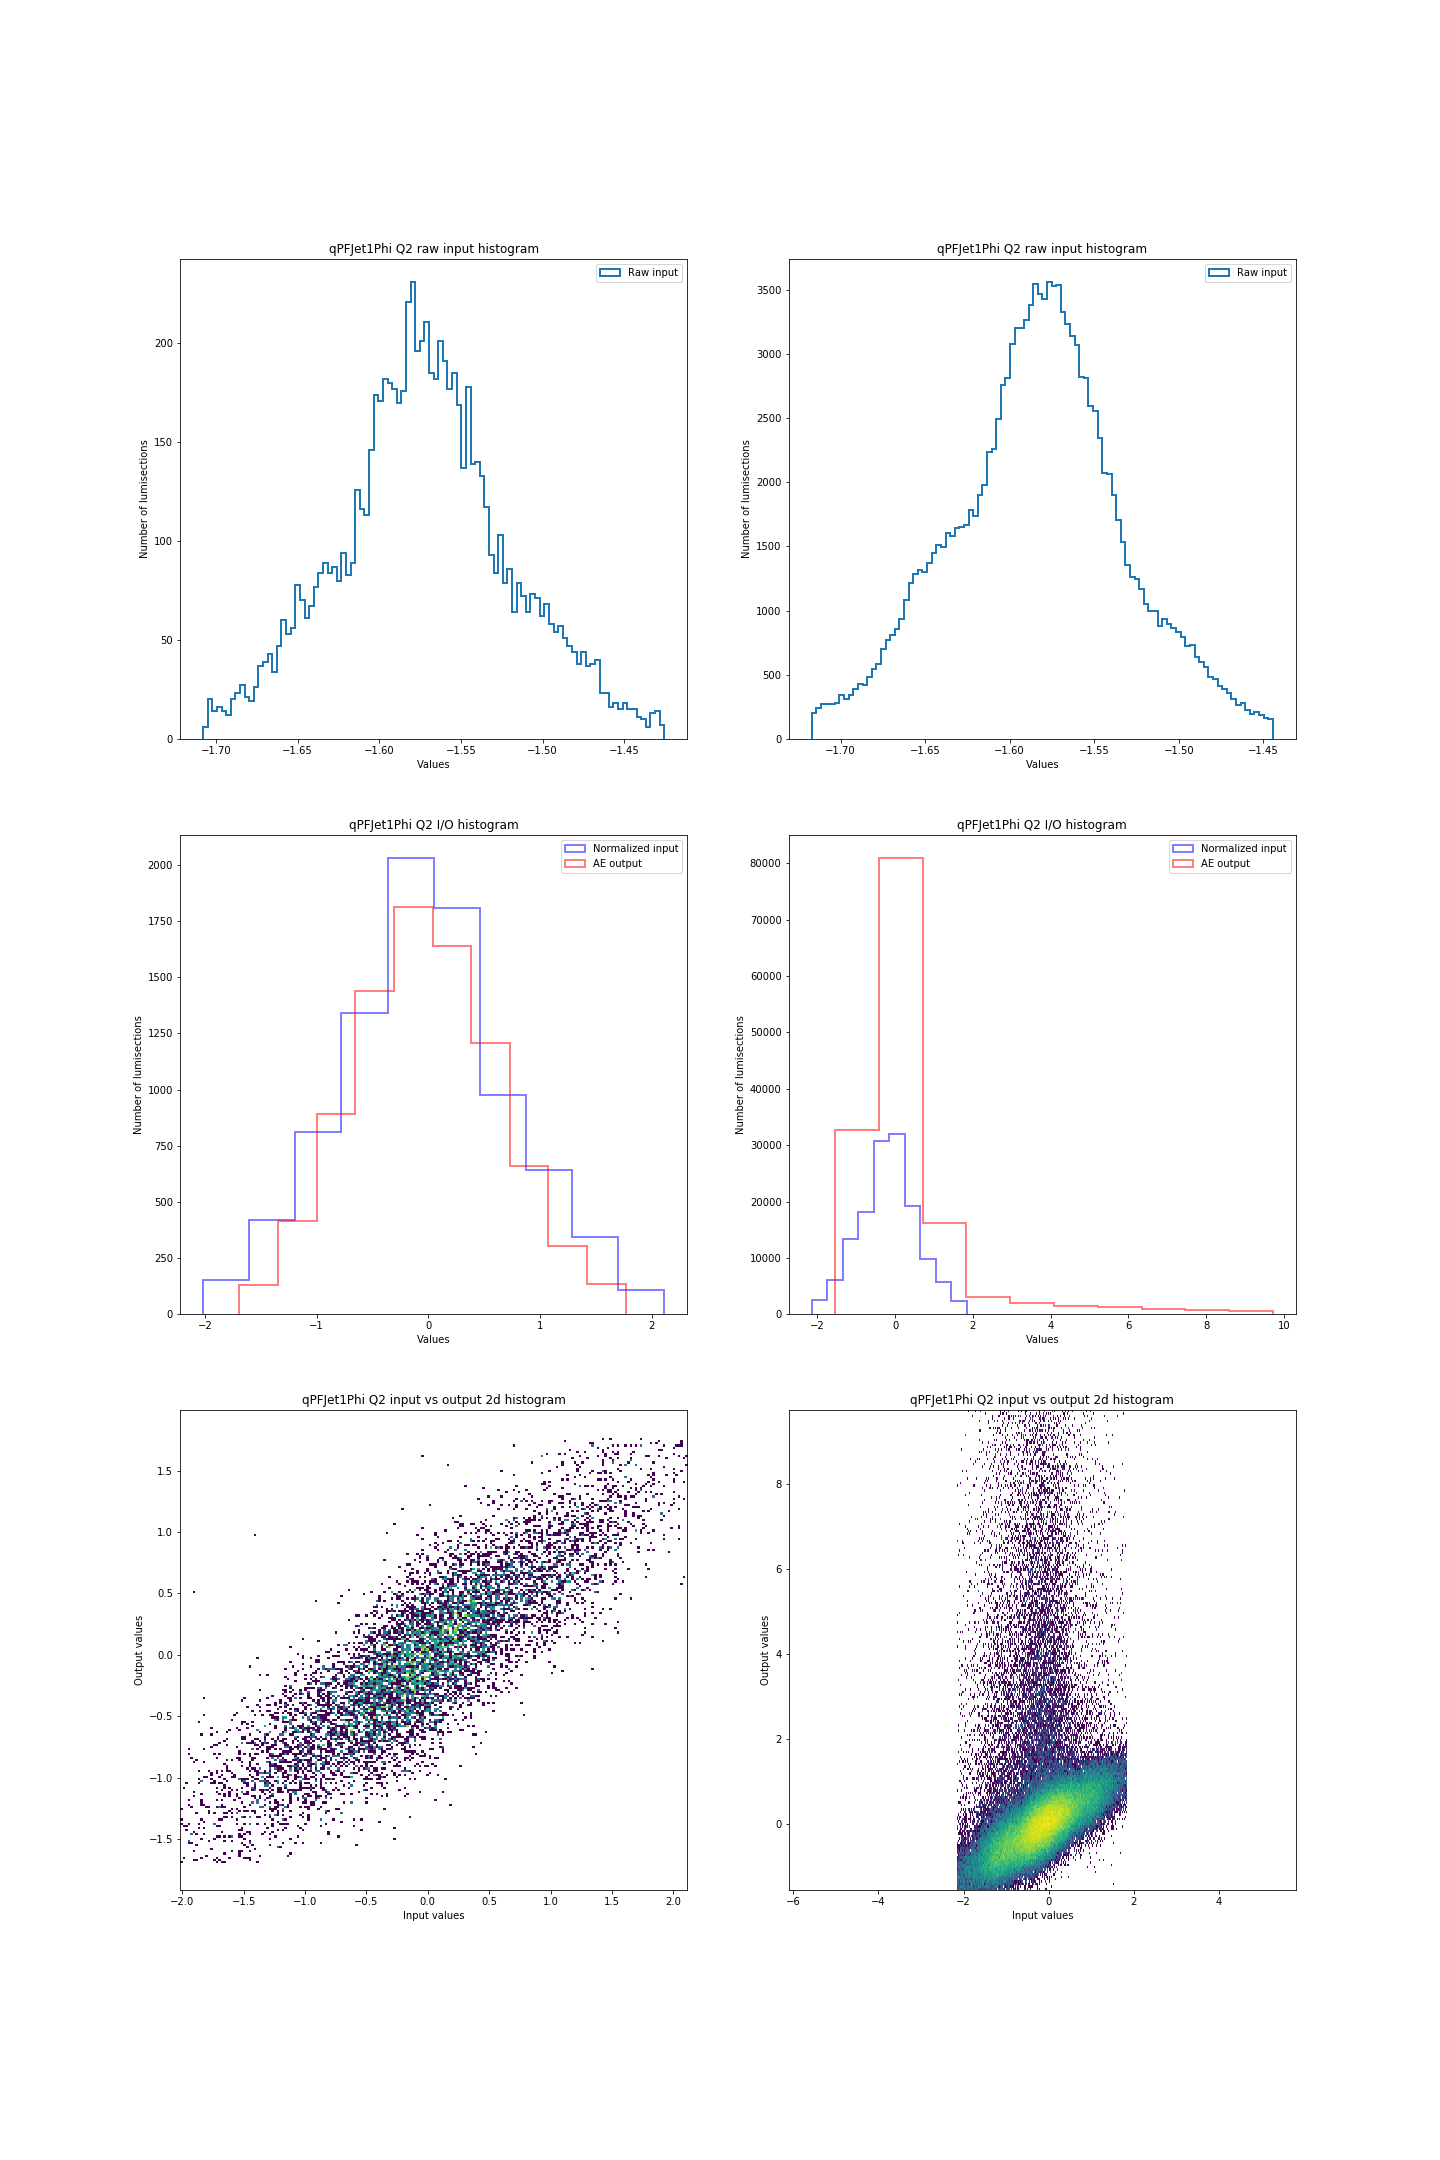 qPFJet1Phi Q2 raw input histogram
Raw input
Number of lumisections
200
150
100
50
0
−1.70 −1.65 −1.60 −1.55 −1.50 −1.45
Values
qPFJet1Phi Q2 raw input histogram
Raw input
Number of lumisections
3500
3000
2500
2000
1500
1000
500
0
−1.70 −1.65 −1.60 −1.55 −1.50 −1.45
Values
qPFJet1Phi Q2 I/O histogram
Normalized input
AE output
Number of lumisections
2000
1750
1500
1250
1000
750
500
250
0
−2 −1 0 1 2
Values
qPFJet1Phi Q2 I/O histogram
Normalized input
AE output
Number of lumisections
80000
70000
60000
50000
40000
30000
20000
10000
0
−2 0 2 4 6 8 10
Values
qPFJet1Phi Q2 input vs output 2d histogram
Output values
1.5
1.0
0.5
0.0
−0.5
−1.0
−1.5
−2.0 −1.5 −1.0 −0.5 0.0 0.5 1.0 1.5 2.0
Input values
qPFJet1Phi Q2 input vs output 2d histogram
Output values
8
6
4
2
0
−6 −4 −2 0 2 4
Input values